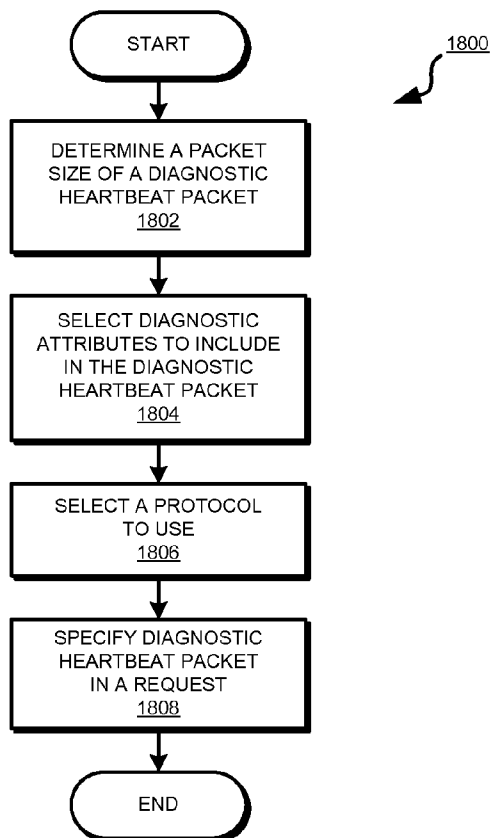 START
1800
DETERMINE A PACKET
SIZE OF A DIAGNOSTIC
HEARTBEAT PACKET
1802
SELECT DIAGNOSTIC
ATTRIBUTES TO INCLUDE
IN THE DIAGNOSTIC
HEARTBEAT PACKET
1804
SELECT A PROTOCOL
TO USE
1806
SPECIFY DIAGNOSTIC
HEARTBEAT PACKET
IN A REQUEST
1808
END